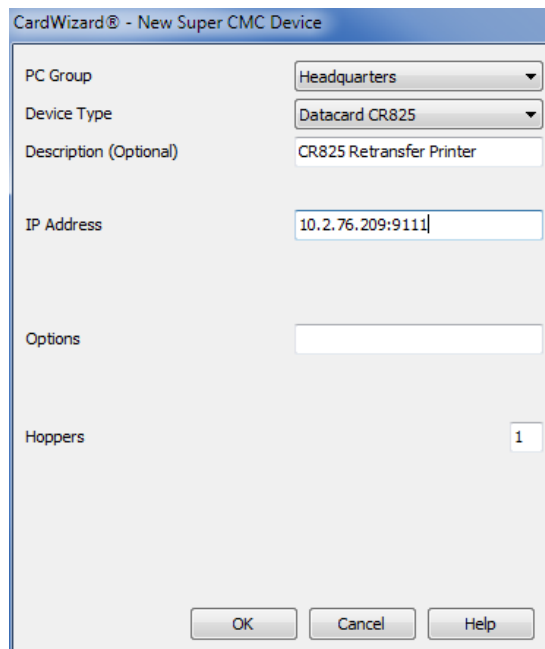 CardWizard® - New Super CMC Device
PC Group Headquarters
Device Type Datacard CR825
Description (Optional) CR825 Retransfer Printer
IP Address 10.2.76.209:9111
Options
Hoppers 1
OK Cancel Help